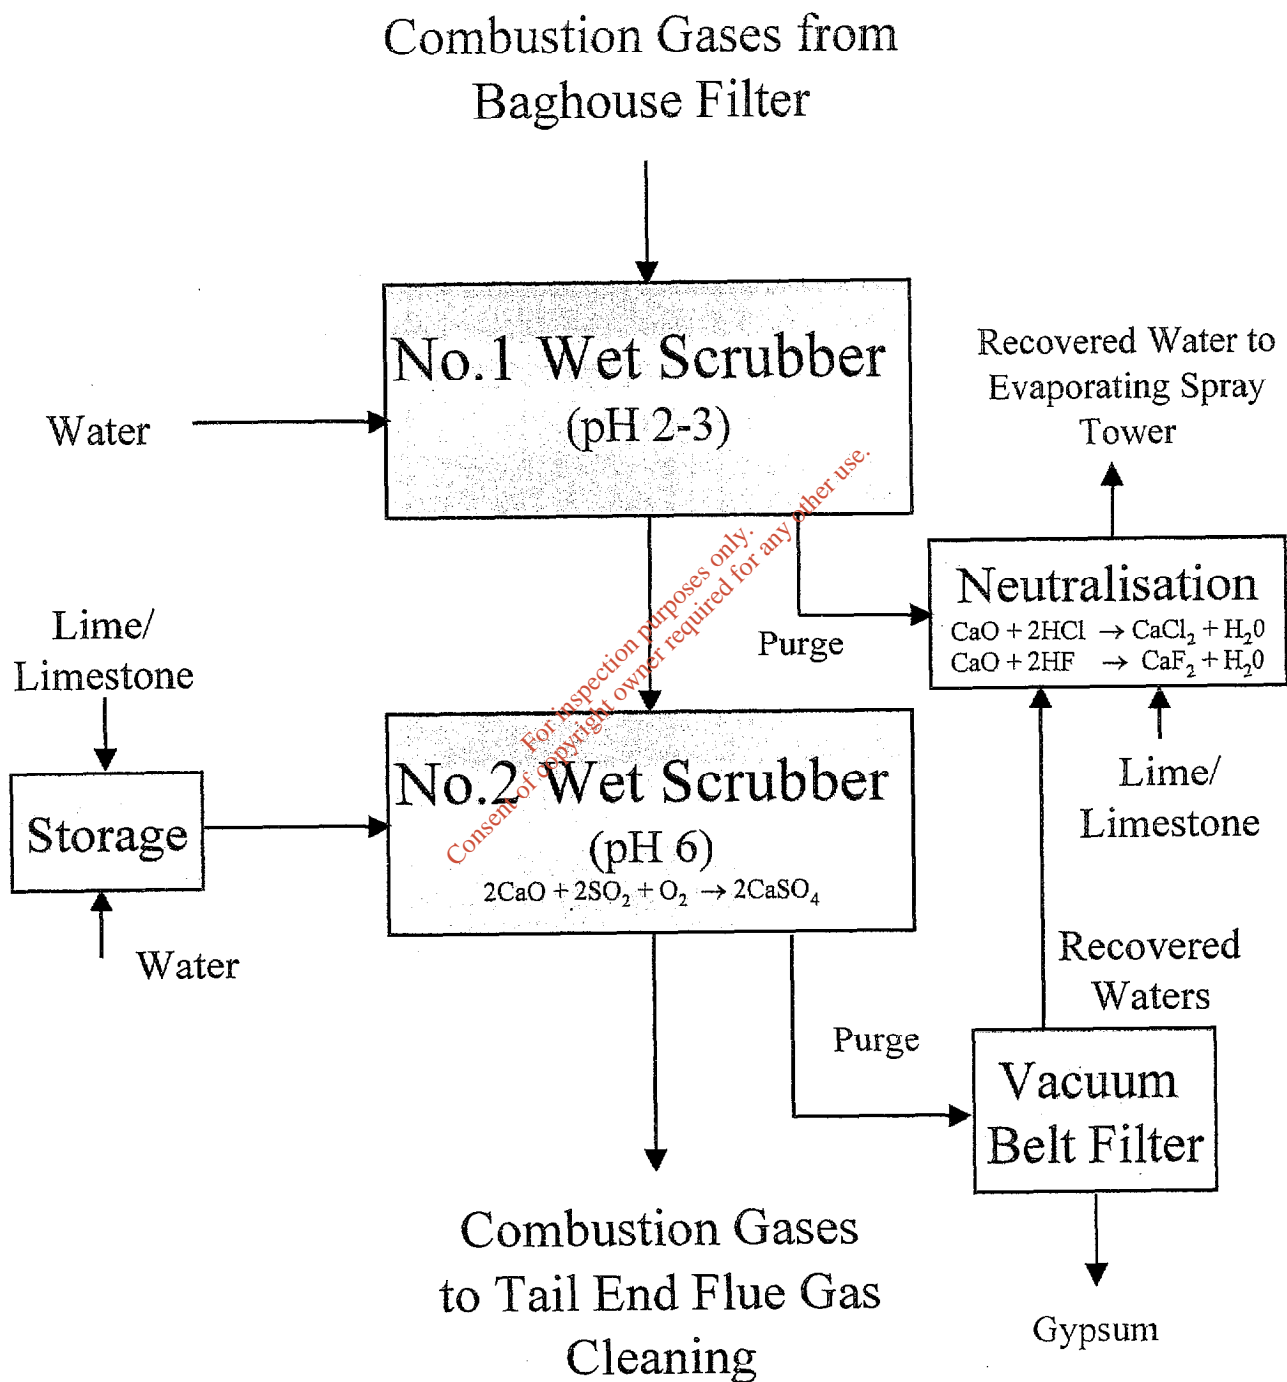 Combustion Gases from
Baghouse Filter
No.1 Wet Scrubber
(pH 2-3)
Water
Recovered Water to
Evaporating Spray
Tower
Purge
Neutralisation
CaO + 2HCl → CaCl₂ + H₂0
CaO + 2HF → CaF₂ + H₂0
Lime/
Limestone
Lime/
Limestone
Storage
Water
No.2 Wet Scrubber
(pH 6)
2CaO + 2SO₂ + O₂ → 2CaSO₄
Recovered
Waters
Purge
Vacuum
Belt Filter
Gypsum
Combustion Gases
to Tail End Flue Gas
Cleaning
For inspection purposes only.
Consent of copyright owner required for any other use.